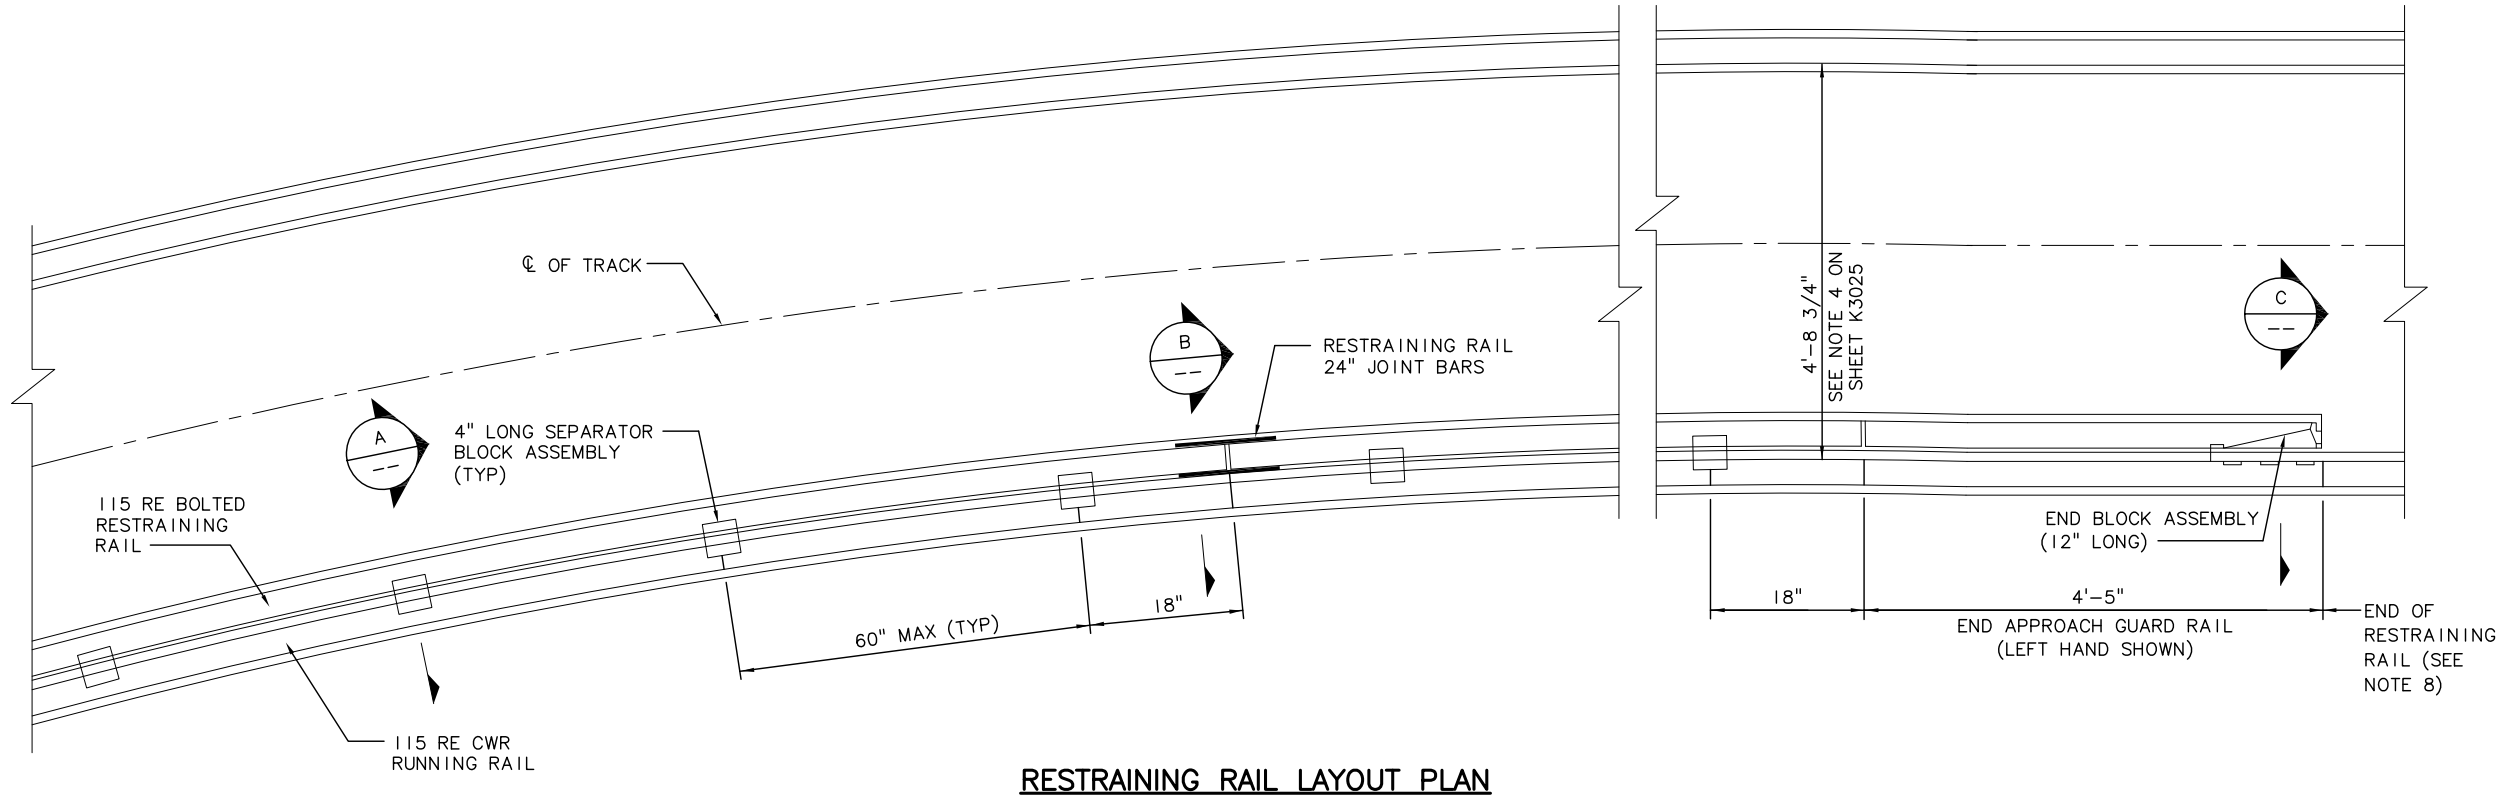 ℄ OF TRACK
A
--
4" LONG SEPARATOR
BLOCK ASSEMBLY
(TYP)
B
--
RESTRAINING RAIL
24" JOINT BARS
4'-8 3/4"
SEE NOTE 4 ON
SHEET K3025
C
--
115 RE BOLTED
RESTRAINING
RAIL
115 RE CWR
RUNNING RAIL
60" MAX (TYP)
18"
END BLOCK ASSEMBLY
(12" LONG)
18"
4'-5"
END APPROACH GUARD RAIL
(LEFT HAND SHOWN)
END OF
RESTRAINING
RAIL (SEE
NOTE 8)
RESTRAINING RAIL LAYOUT PLAN